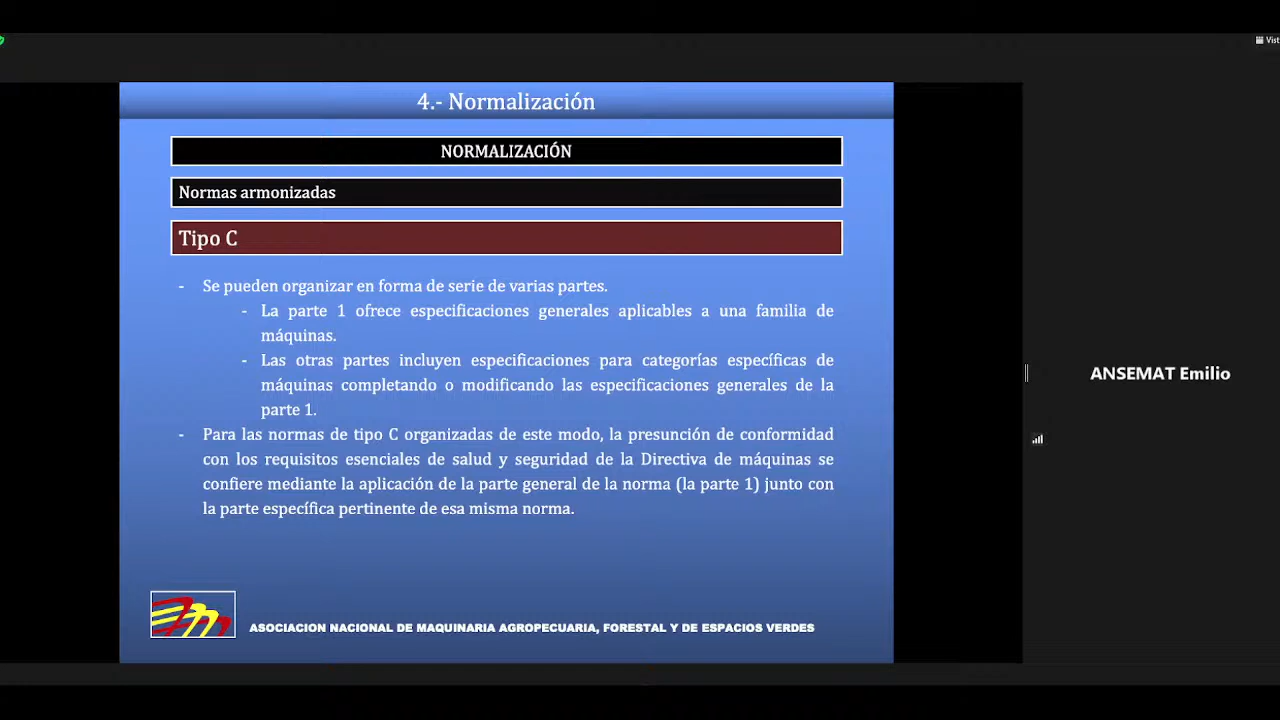 Vist
4.- Normalización
NORMALIZACIÓN
Normas armonizadas
Tipo C
- Se pueden organizar en forma de serie de varias partes.
- La parte 1 ofrece especificaciones generales aplicables a una familia de
máquinas.
- Las otras partes incluyen especificaciones para categorías específicas de
máquinas completando o modificando las especificaciones generales de la
parte 1.
- Para las normas de tipo C organizadas de este modo, la presunción de conformidad
con los requisitos esenciales de salud y seguridad de la Directiva de máquinas se
confiere mediante la aplicación de la parte general de la norma (la parte 1) junto con
la parte específica pertinente de esa misma norma.
ANSEMAT Emilio
ASOCIACION NACIONAL DE MAQUINARIA AGROPECUARIA, FORESTAL Y DE ESPACIOS VERDES